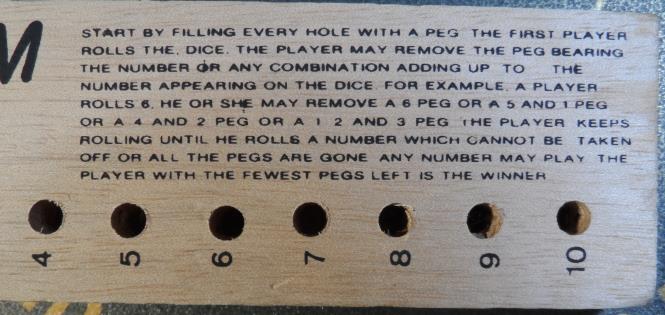 M
START BY FILLING EVERY HOLE WITH A PEG THE FIRST PLAYER
ROLLS THE. DICE. THE PLAYER MAY REMOVE THE PEG BEARING
THE NUMBER OR ANY COMBINATION ADDING UP TO THE
NUMBER APPEARING ON THE DICE. FOR EXAMPLE, A PLAYER
ROLLS 6, HE OR SHE MAY REMOVE A 6 PEG OR A 5 AND 1 PEG
OR A 4 AND 2 PEG OR A 1 2 AND 3 PEG THE PLAYER KEEPS
ROLLING UNTIL HE ROLLS A NUMBER WHICH CANNOT BE TAKEN
OFF OR ALL THE PEGS ARE GONE ANY NUMBER MAY PLAY THE
PLAYER WITH THE FEWEST PEGS LEFT IS THE WINNER
4 5 6 7 8 9 10